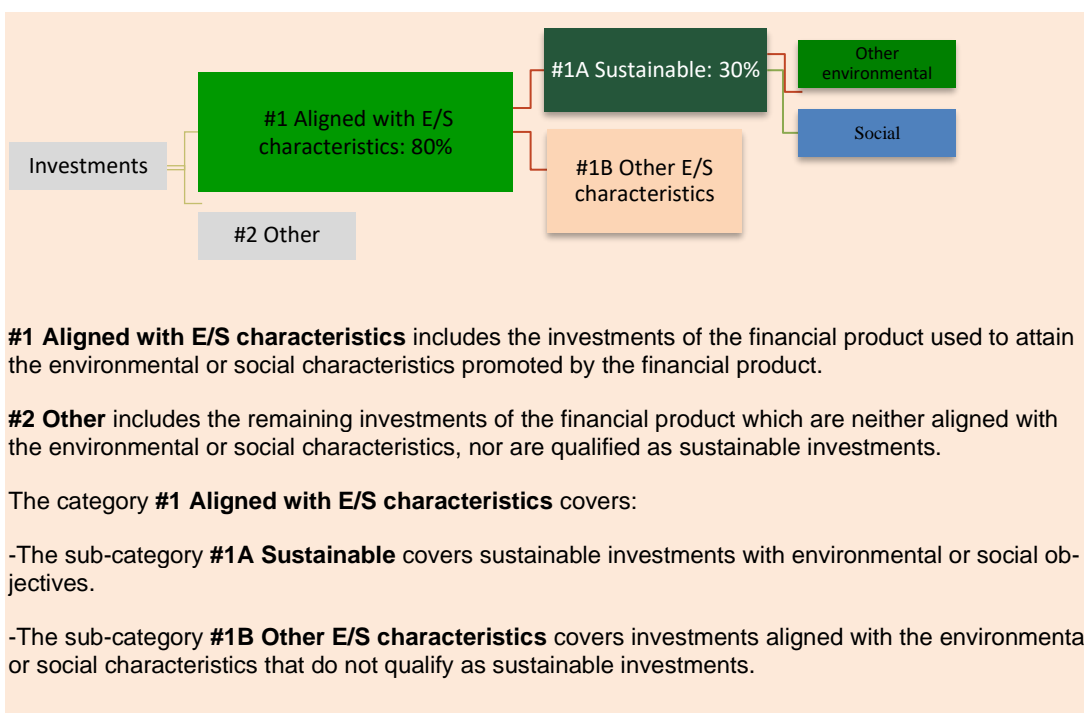 Investments
#1 Aligned with E/S
characteristics: 80%
#2 Other
#1A Sustainable: 30%
#1B Other E/S
characteristics
Other
environmental
Social
#1 Aligned with E/S characteristics includes the investments of the financial product used to attain
the environmental or social characteristics promoted by the financial product.
#2 Other includes the remaining investments of the financial product which are neither aligned with
the environmental or social characteristics, nor are qualified as sustainable investments.
The category #1 Aligned with E/S characteristics covers:
-The sub-category #1A Sustainable covers sustainable investments with environmental or social ob-
jectives.
-The sub-category #1B Other E/S characteristics covers investments aligned with the environmenta
or social characteristics that do not qualify as sustainable investments.